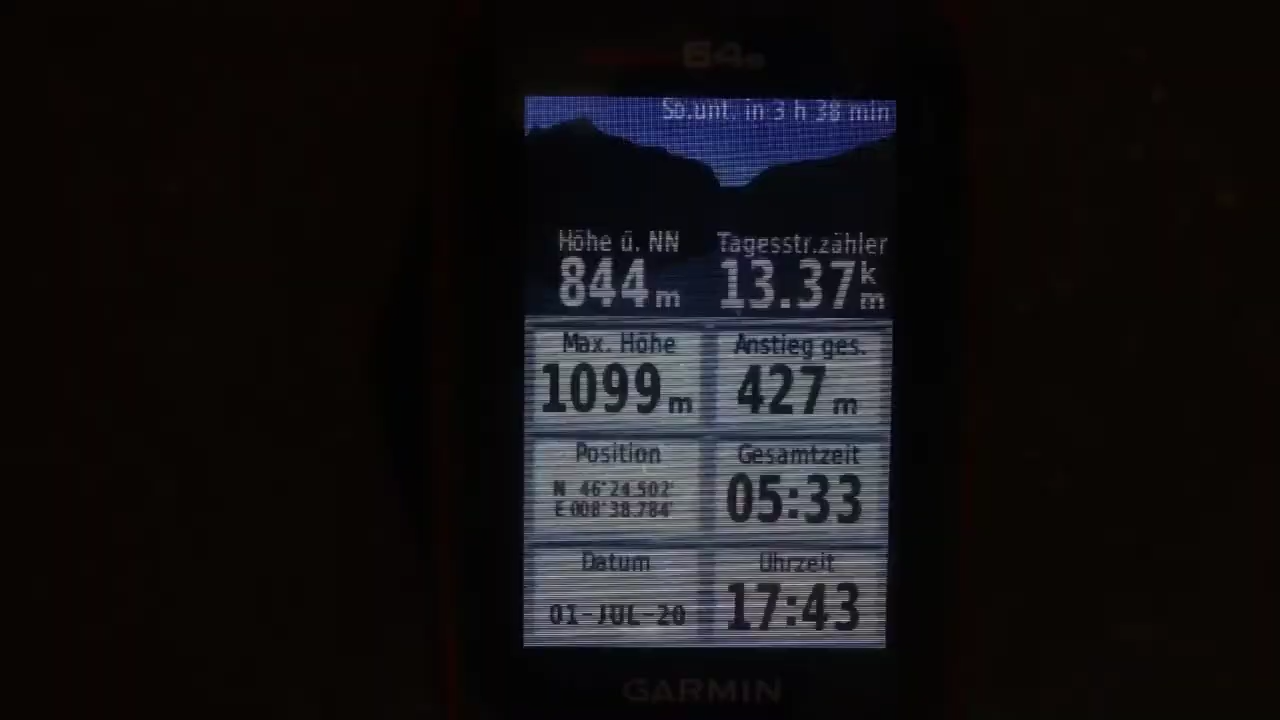 64s
So.unt. in 3 h 38 min
Höhe ü. NN
844 m
Tagesstr.zähler
13.37 km
Max. Höhe
1099 m
Anstieg ges.
427 m
Position
N 46°24.502'
E 008°38.784'
Gesamtzeit
05:33
Datum
01-JUL-20
Uhrzeit
17:43
GARMIN